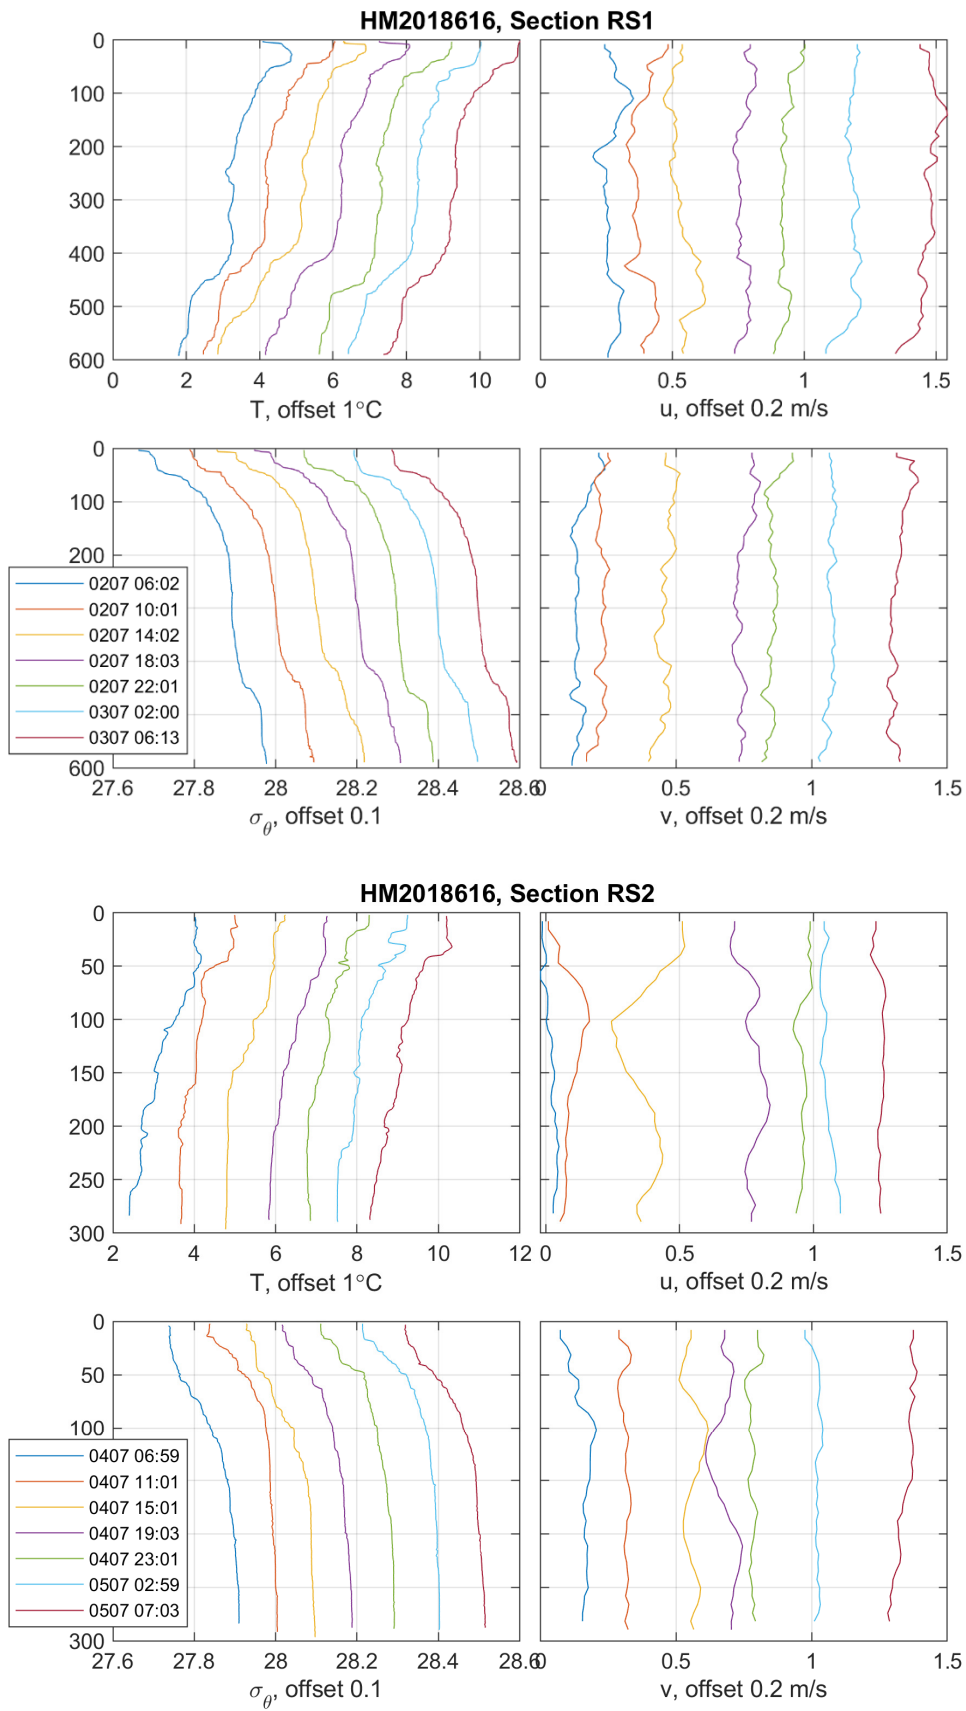 HM2018616, Section RS1
0
100
200
300
400
500
600
0 2 4 6 8 10
T, offset 1°C
0 0.5 1 1.5
u, offset 0.2 m/s
0
100
200
600
0207 06:02
0207 10:01
0207 14:02
0207 18:03
0207 22:01
0307 02:00
0307 06:13
27.6 27.8 28 28.2 28.4 28.6
σθ, offset 0.1
0 0.5 1 1.5
v, offset 0.2 m/s
HM2018616, Section RS2
0
50
100
150
200
250
300
2 4 6 8 10 12
T, offset 1°C
0 0.5 1 1.5
u, offset 0.2 m/s
0
50
100
300
0407 06:59
0407 11:01
0407 15:01
0407 19:03
0407 23:01
0507 02:59
0507 07:03
27.6 27.8 28 28.2 28.4 28.6
σθ, offset 0.1
0 0.5 1 1.5
v, offset 0.2 m/s